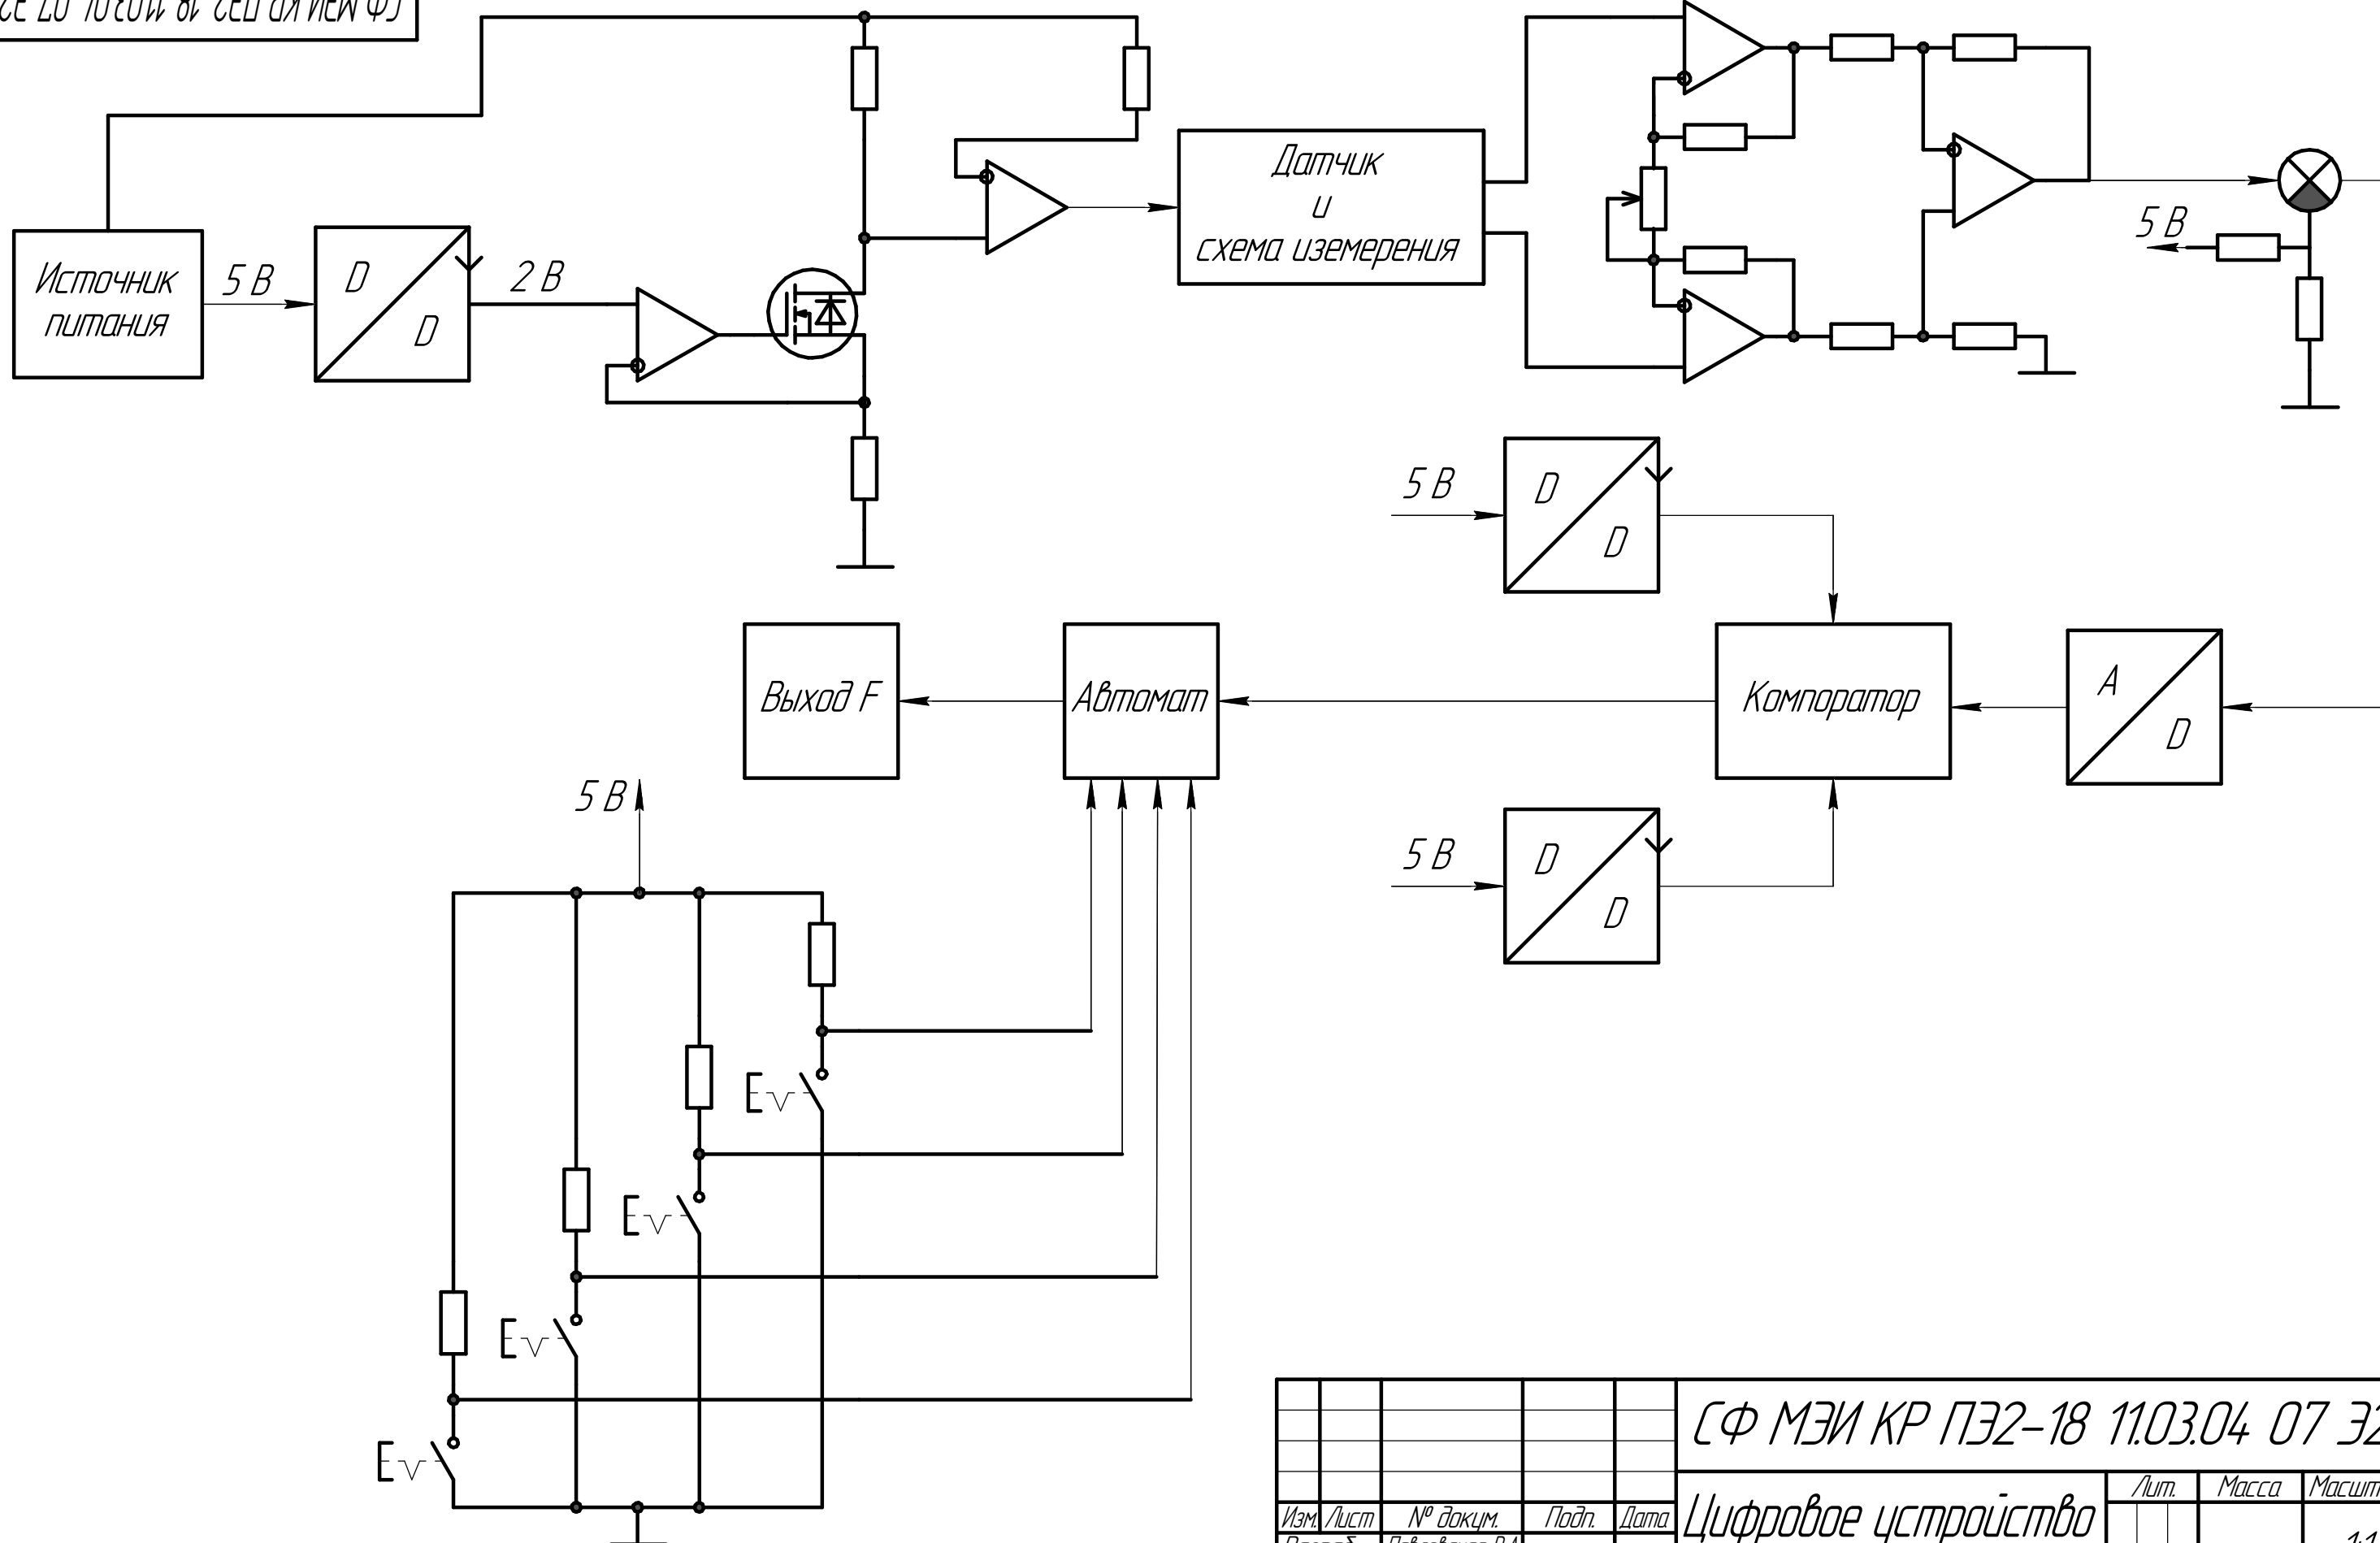 Датчик
и
схема иземерения
5 В
Источник
питания
5 В
D
D
2 В
5 В
D
D
Выход F
Автомат
Компоратор
A
D
5 В
5 В
D
D
СФ МЭИ КР ПЭ2-18 11.03.04 07 Э2
Лит.
Масса
Изм.
Лист
№ докум.
Подп.
Дата
Цифровое устройство